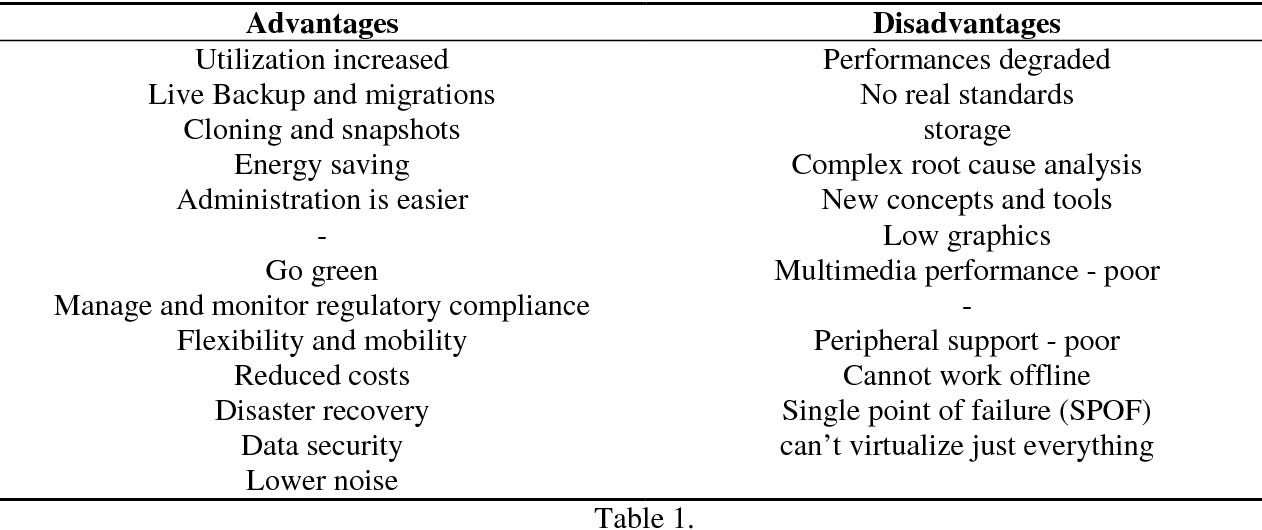 Advantages Disadvantages
Utilization increased Performances degraded
Live Backup and migrations No real standards
Cloning and snapshots storage
Energy saving Complex root cause analysis
Administration is easier New concepts and tools
- Low graphics
Go green Multimedia performance - poor
Manage and monitor regulatory compliance -
Flexibility and mobility Peripheral support - poor
Reduced costs Cannot work offline
Disaster recovery Single point of failure (SPOF)
Data security can’t virtualize just everything
Lower noise
Table 1.